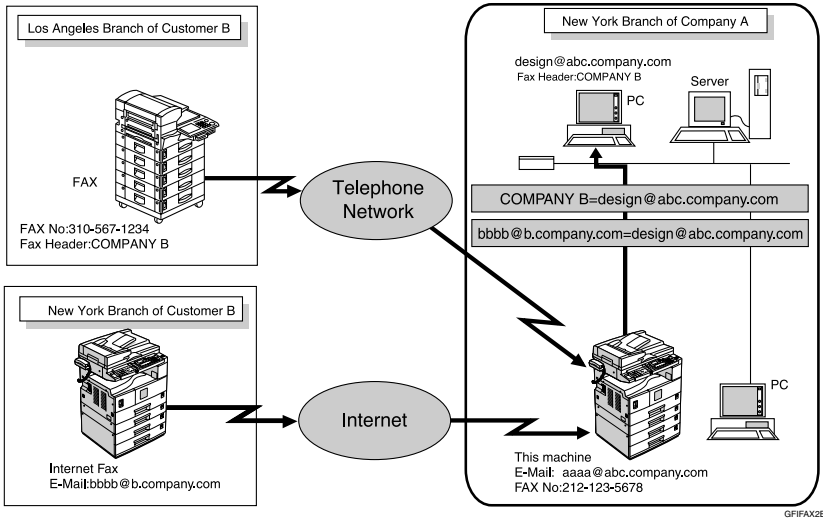 Los Angeles Branch of Customer B
FAX
FAX No:310-567-1234
Fax Header:COMPANY B
New York Branch of Customer B
Internet Fax
E-Mail:bbbb@b.company.com
Telephone
Network
Internet
New York Branch of Company A
design@abc.company.com
Fax Header:COMPANY B
PC
Server
COMPANY B=design@abc.company.com
bbbb@b.company.com=design@abc.company.com
PC
This machine
E-Mail: aaaa@abc.company.com
FAX No:212-123-5678
GFIFAX2E